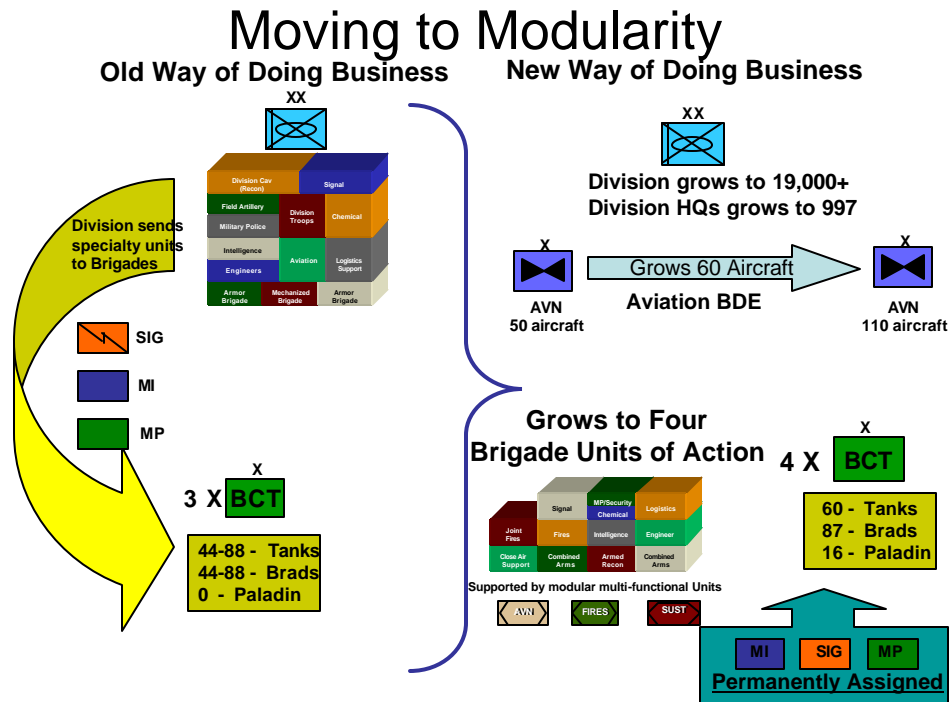 Moving to Modularity
Old Way of Doing Business
XX
Division Cav
(Recon)
Signal
Field Artillery
Division
Troops
Chemical
Military Police
Intelligence
Aviation
Logistics
Support
Engineers
Armor
Brigade
Mechanized
Brigade
Armor
Brigade
Division sends
specialty units
to Brigades
SIG
MI
MP
X
3 X BCT
44-88 - Tanks
44-88 - Brads
0 - Paladin
New Way of Doing Business
XX
Division grows to 19,000+
Division HQs grows to 997
X
AVN
50 aircraft
Grows 60 Aircraft
Aviation BDE
X
AVN
110 aircraft
Grows to Four
Brigade Units of Action
X
4 X BCT
60 - Tanks
87 - Brads
16 - Paladin
Signal
MP/Security
Chemical
Logistics
Joint
Fires
Fires
Intelligence
Engineer
Close Air
Support
Combined
Arms
Armed
Recon
Combined
Arms
Supported by modular multi-functional Units
AVN
FIRES
SUST
MI
SIG
MP
Permanently Assigned